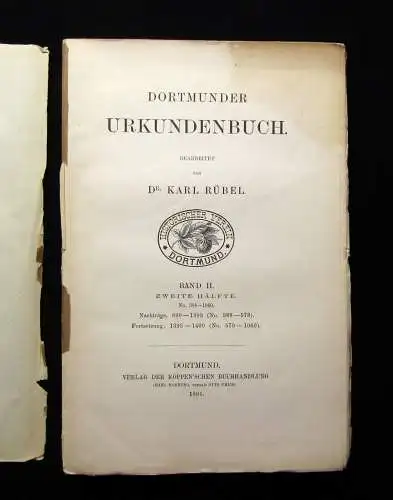 DORTMUNDER
URKUNDENBUCH.
BEARBEITET
VON
DR. KARL RÜBEL.
HISTORISCHER VEREIN
DORTMUND.
BAND II.
ZWEITE HÄLFTE.
Fortsetzung.
DORTMUND.
VERLAG DER KÖPPEN'SCHEN BUCHHANDLUNG